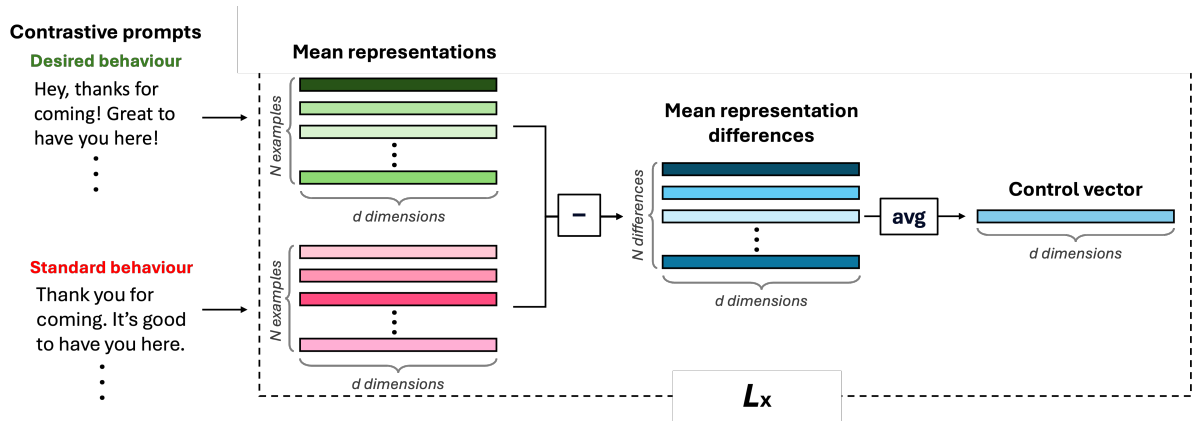 Contrastive prompts
Desired behaviour
Hey, thanks for
coming! Great to
have you here!
Mean representations
N examples
d dimensions
Standard behaviour
Thank you for
coming. It's good
to have you here.
N examples
d dimensions
–
Mean representation
differences
N differences
d dimensions
avg
Control vector
d dimensions
Lx